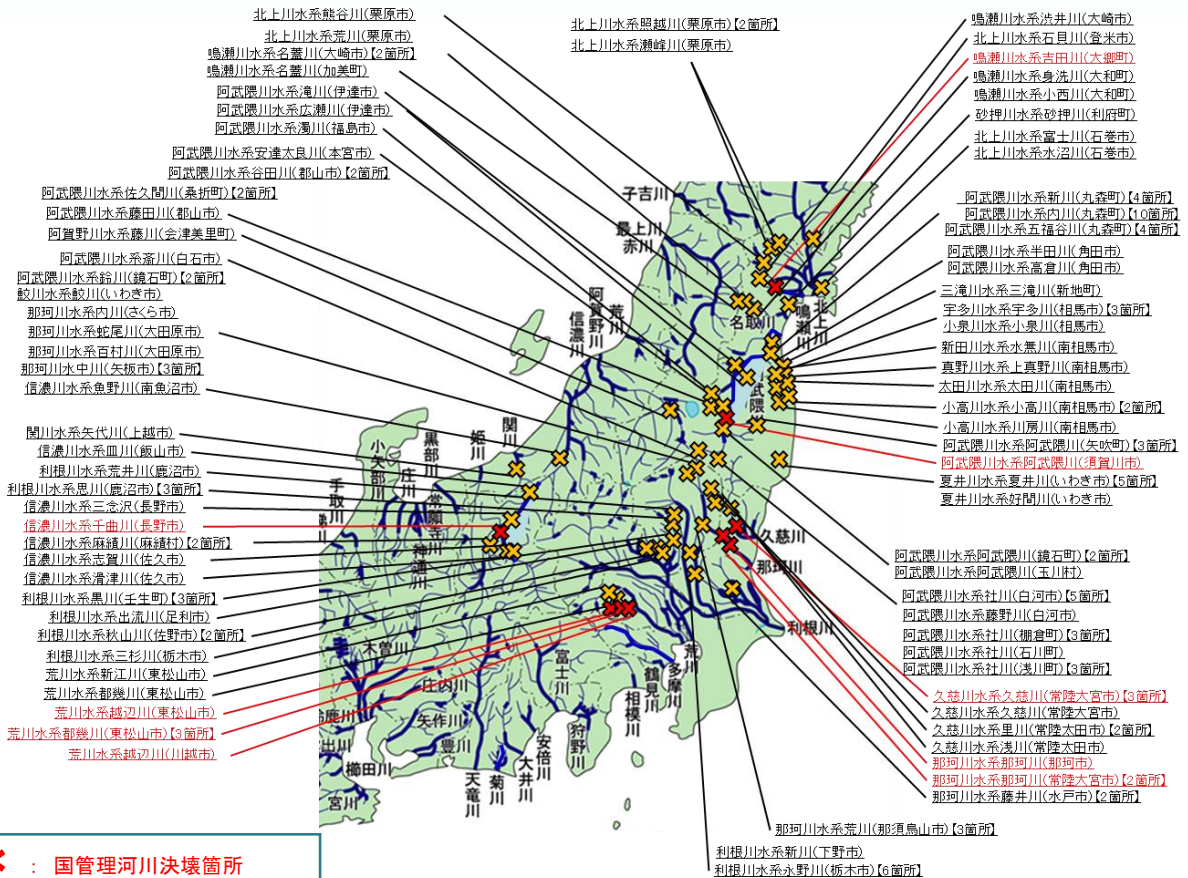 北上川水系熊谷川(栗原市)
北上川水系荒川(栗原市)
鳴瀬川水系名蓋川(大崎市)【2箇所】
鳴瀬川水系名蓋川(加美町)
阿武隈川水系滝川(伊達市)
阿武隈川水系広瀬川(伊達市)
阿武隈川水系濁川(福島市)
阿武隈川水系安達太良川(本宮市)
阿武隈川水系谷田川(郡山市)【2箇所】
阿武隈川水系佐久間川(桑折町)【2箇所】
阿武隈川水系藤田川(郡山市)
阿賀野川水系藤川(会津美里町)
阿武隈川水系斎川(白石市)
阿武隈川水系鈴川(鏡石町)【2箇所】
鮫川水系鮫川(いわき市)
那珂川水系内川(さくら市)
那珂川水系蛇尾川(大田原市)
那珂川水系百村川(大田原市)
那珂川水系中川(矢板市)【3箇所】
信濃川水系魚野川(南魚沼市)
関川水系矢代川(上越市)
信濃川水系皿川(飯山市)
利根川水系荒井川(鹿沼市)
利根川水系思川(鹿沼市)【3箇所】
信濃川水系三念沢(長野市)
信濃川水系千曲川(長野市)
信濃川水系麻績川(麻績村)【2箇所】
信濃川水系志賀川(佐久市)
信濃川水系滑津川(佐久市)
利根川水系黒川(壬生町)【3箇所】
利根川水系出流川(足利市)
利根川水系秋山川(佐野市)【2箇所】
利根川水系三杉川(栃木市)
荒川水系新江川(東松山市)
荒川水系都幾川(東松山市)
荒川水系越辺川(東松山市)
荒川水系都幾川(東松山市)【3箇所】
荒川水系越辺川(川越市)
北上川水系照越川(栗原市)【2箇所】
北上川水系瀬峰川(栗原市)
鳴瀬川水系渋井川(大崎市)
北上川水系石貝川(登米市)
鳴瀬川水系吉田川(大郷町)
鳴瀬川水系身洗川(大和町)
鳴瀬川水系小西川(大和町)
砂押川水系砂押川(利府町)
北上川水系富士川(石巻市)
北上川水系水沼川(石巻市)
阿武隈川水系新川(丸森町)【4箇所】
阿武隈川水系内川(丸森町)【10箇所】
阿武隈川水系五福谷川(丸森町)【4箇所】
阿武隈川水系半田川(角田市)
阿武隈川水系高倉川(角田市)
三滝川水系三滝川(新地町)
宇多川水系宇多川(相馬市)【3箇所】
小泉川水系小泉川(相馬市)
新田川水系水無川(南相馬市)
真野川水系上真野川(南相馬市)
太田川水系太田川(南相馬市)
小高川水系小高川(南相馬市)【2箇所】
小高川水系川房川(南相馬市)
阿武隈川水系阿武隈川(矢吹町)【3箇所】
阿武隈川水系阿武隈川(須賀川市)
夏井川水系夏井川(いわき市)【5箇所】
夏井川水系好間川(いわき市)
阿武隈川水系阿武隈川(鏡石町)【2箇所】
阿武隈川水系阿武隈川(玉川村)
阿武隈川水系社川(白河市)【5箇所】
阿武隈川水系藤野川(白河市)
阿武隈川水系社川(棚倉町)【3箇所】
阿武隈川水系社川(石川町)
阿武隈川水系社川(浅川町)【3箇所】
久慈川水系久慈川(常陸大宮市)【3箇所】
久慈川水系久慈川(常陸大宮市)
久慈川水系里川(常陸太田市)【2箇所】
久慈川水系浅川(常陸太田市)
那珂川水系那珂川(那珂市)
那珂川水系那珂川(常陸大宮市)【2箇所】
那珂川水系藤井川(水戸市)【2箇所】
那珂川水系荒川(那須烏山市)【3箇所】
利根川水系新川(下野市)
利根川水系永野川(栃木市)【6箇所】
子吉川
最上川
赤川
荒川
阿賀野川
信濃川
関川
姫川
黒部川
常願寺川
神通川
庄川
小矢部川
手取川
北上川
鳴瀬川
名取川
武隈
久慈川
那珂川
利根川
荒川
多摩川
鶴見川
相模川
富士川
狩野川
安倍川
大井川
菊川
天竜川
豊川
矢作川
庄内川
木曽川
鈴鹿川
出川
櫛田川
宮川
: 国管理河川決壊箇所